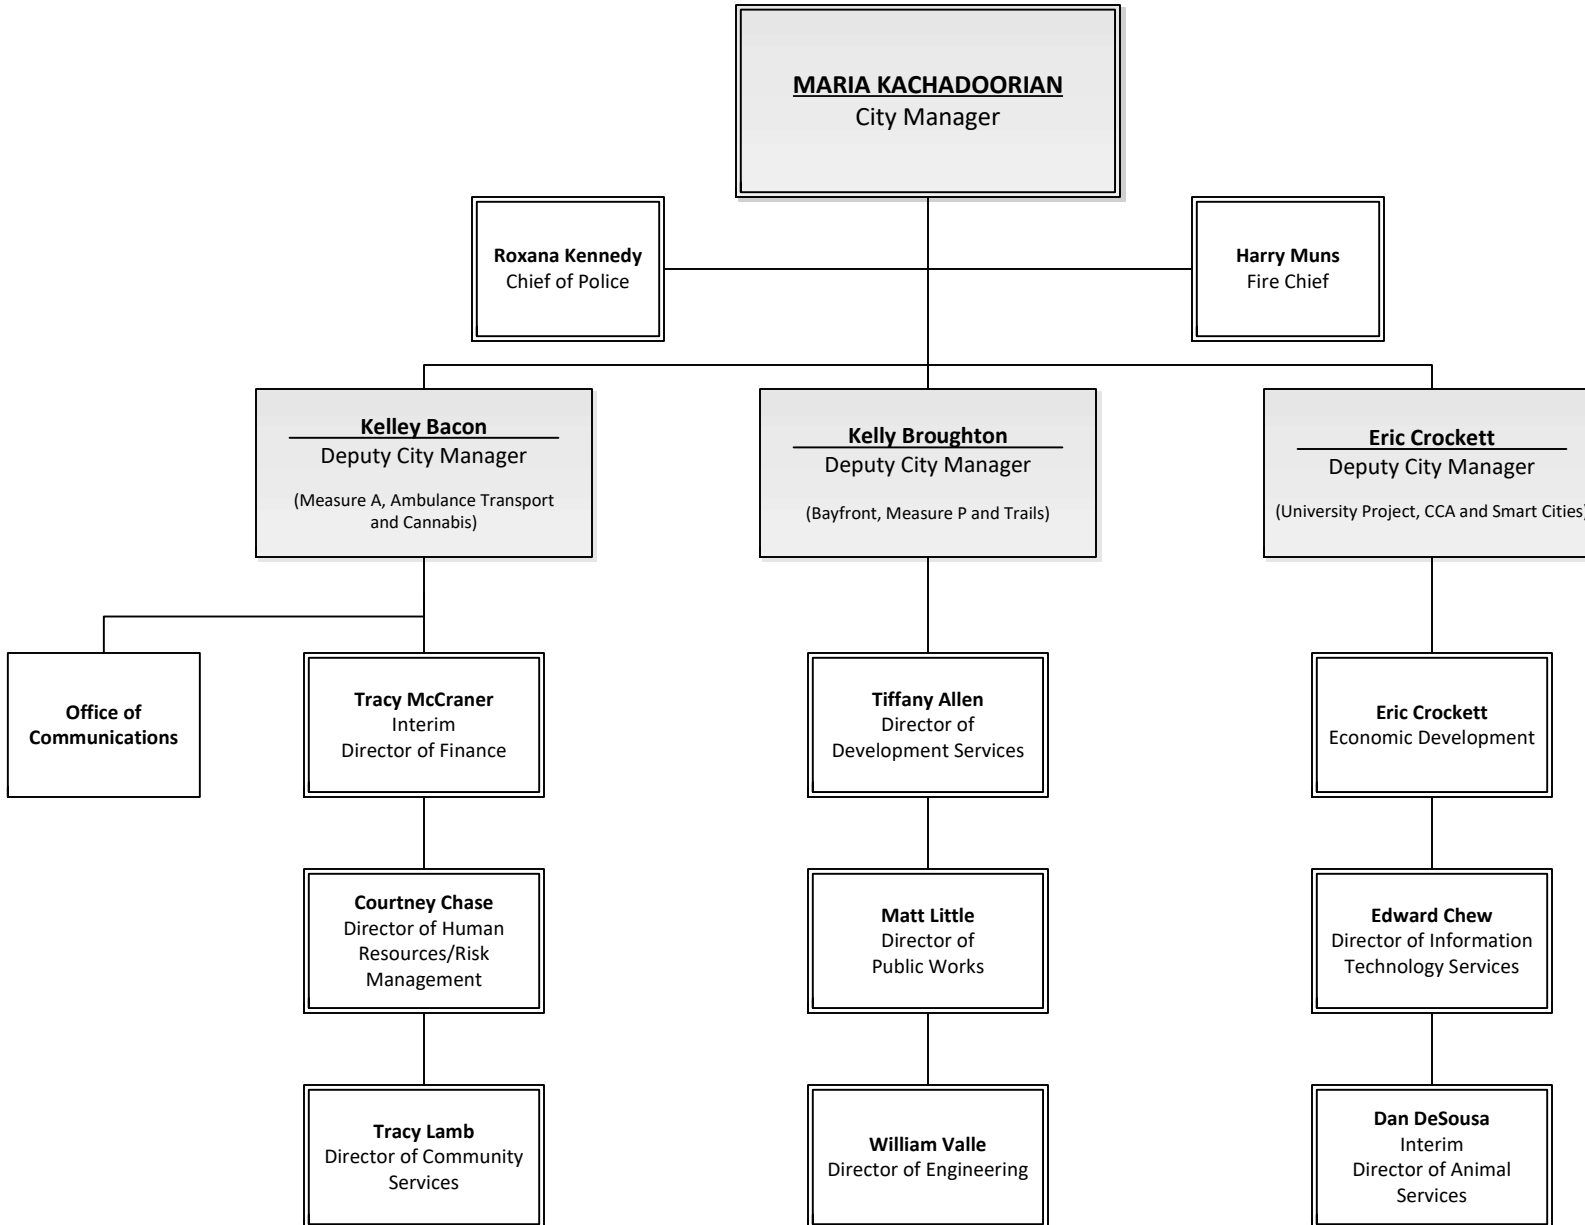 MARIA KACHADOORIAN
City Manager
Roxana Kennedy
Chief of Police
Harry Muns
Fire Chief
Kelley Bacon
Deputy City Manager
(Measure A, Ambulance Transport
and Cannabis)
Kelly Broughton
Deputy City Manager
(Bayfront, Measure P and Trails)
Eric Crockett
Deputy City Manager
(University Project, CCA and Smart Cities)
Office of
Communications
Tracy McCraner
Interim
Director of Finance
Tiffany Allen
Director of
Development Services
Eric Crockett
Economic Development
Courtney Chase
Director of Human
Resources/Risk
Management
Matt Little
Director of
Public Works
Edward Chew
Director of Information
Technology Services
Tracy Lamb
Director of Community
Services
William Valle
Director of Engineering
Dan DeSousa
Interim
Director of Animal
Services